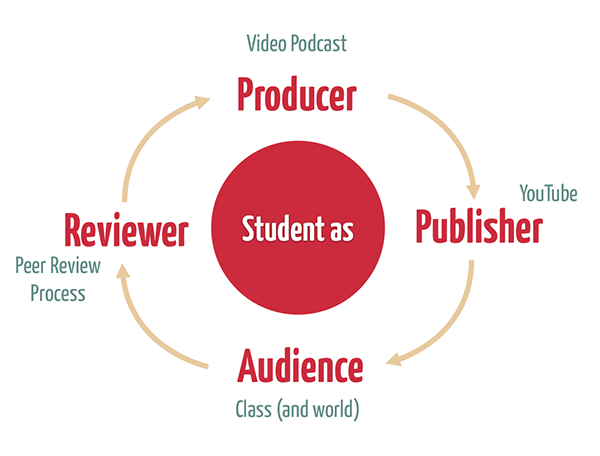 Video Podcast
Producer
YouTube
Publisher
Student as
Reviewer
Peer Review
Process
Audience
Class (and world)